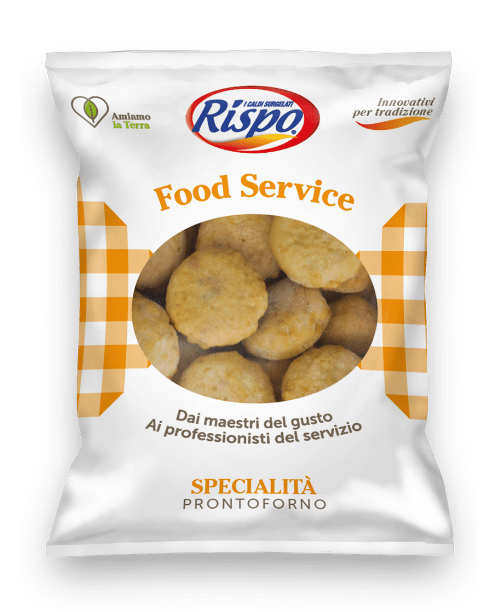 Amiamo
la Terra
I CALDI SURGELATI
Rispo.
Innovativi
per tradizione
Food Service
Dai maestri del gusto
Ai professionisti del servizio
SPECIALITÀ
PRONTOFORNO